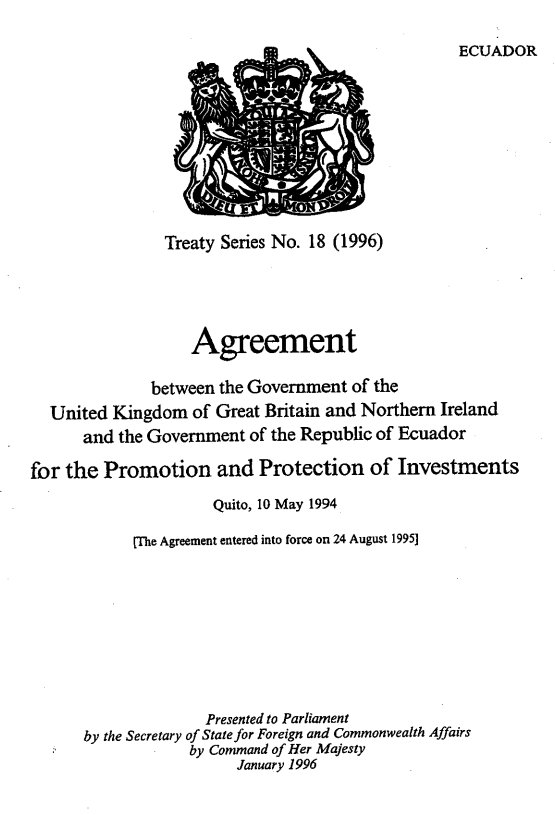 ECUADOR
DIEU ET MON DROIT
Treaty Series No. 18 (1996)
Agreement
between the Government of the
United Kingdom of Great Britain and Northern Ireland
and the Government of the Republic of Ecuador
for the Promotion and Protection of Investments
Quito, 10 May 1994
[The Agreement entered into force on 24 August 1995]
Presented to Parliament
by the Secretary of State for Foreign and Commonwealth Affairs
by Command of Her Majesty
January 1996